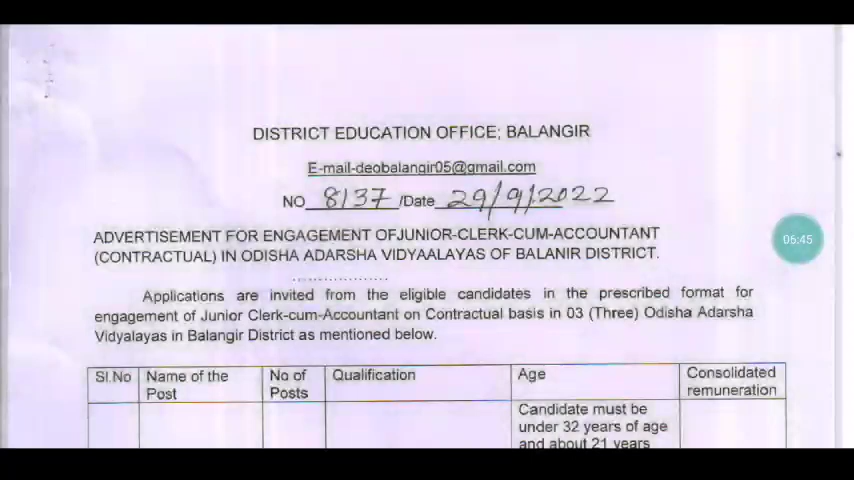 DISTRICT EDUCATION OFFICE; BALANGIR
E-mail-deobalangir05@gmail.com
NO 8137 /Date 29/9/2022
ADVERTISEMENT FOR ENGAGEMENT OFJUNIOR-CLERK-CUM-ACCOUNTANT
(CONTRACTUAL) IN ODISHA ADARSHA VIDYAALAYAS OF BALANIR DISTRICT.
Applications are invited from the eligible candidates in the prescribed format for
engagement of Junior Clerk-cum-Accountant on Contractual basis in 03 (Three) Odisha Adarsha
Vidyalayas in Balangir District as mentioned below.
Sl.No Name of the Post No of Posts Qualification Age Consolidated remuneration
Candidate must be
under 32 years of age
and about 21 years
06:45